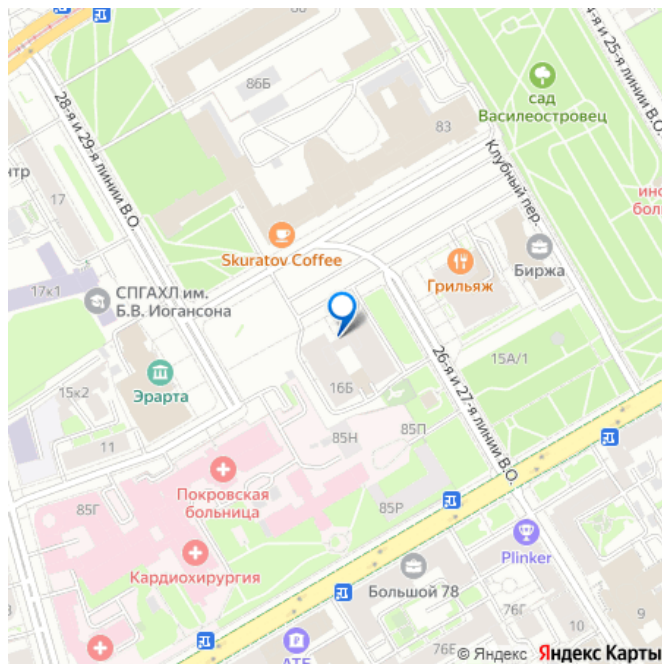 86Б
сад
Василеостровец
24-я и 25-я линии В.О.
28-я и 29-я линии В.О.
83
Клубный пер.
17
Skuratov Coffee
Биржа
Грильяж
17к1
СПГАХЛ им.
Б.В. Иогансона
26-я и 27-я линии В.О.
15А/1
Эрарта
15к2
16Б
11
85Н
85П
Покровская
больница
85Г
85Р
Plinker
Кардиохирургия
Большой 78
76Г
10
9
76Е
© Яндекс Яндекс Карты